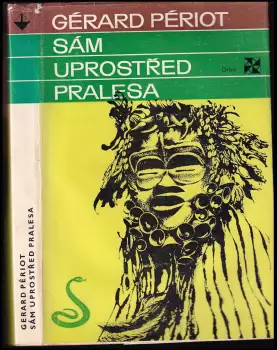 GÉRARD PÉRIOT
SÁM
UPROSTŘED
PRALESA
Orbis
GÉRARD PÉRIOT
SÁM UPROSTŘED PRALESA